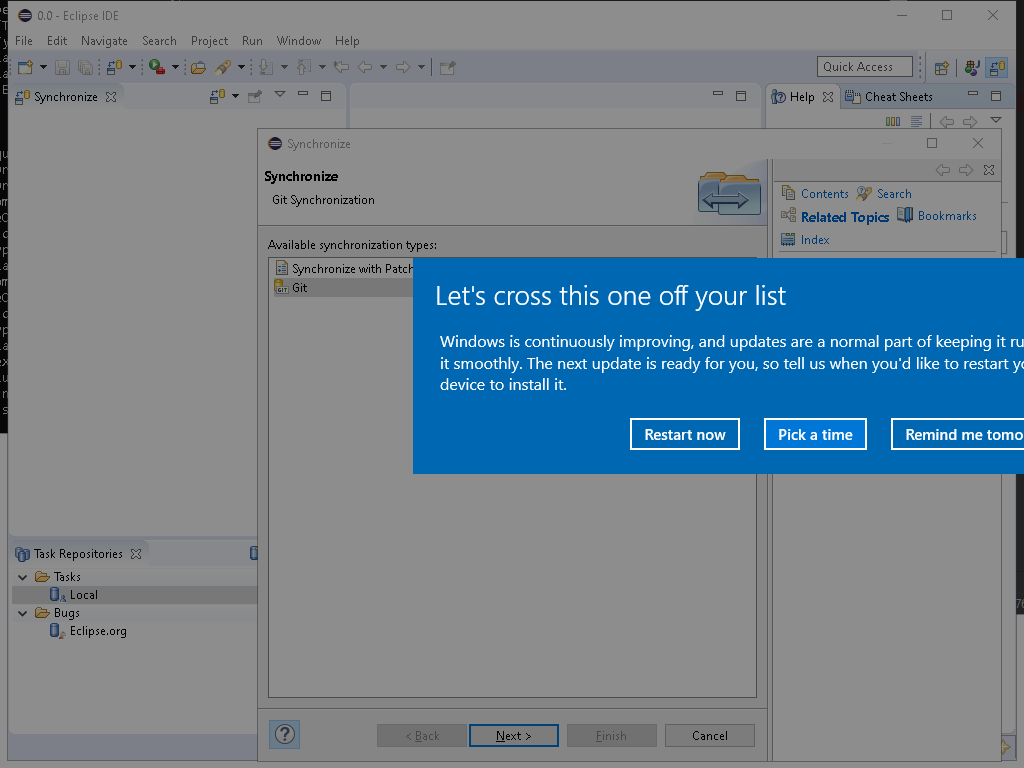 0.0 - Eclipse IDE
File Edit Navigate Search Project Run Window Help
Quick Access
Synchronize
Help
Cheat Sheets
Synchronize
Synchronize
Git Synchronization
Contents
Search
Related Topics
Bookmarks
Index
Available synchronization types:
Synchronize with Patch
Git
Let's cross this one off your list
Windows is continuously improving, and updates are a normal part of keeping it ru
it smoothly. The next update is ready for you, so tell us when you'd like to restart yo
device to install it.
Restart now
Pick a time
Remind me tomo
Task Repositories
Tasks
Local
Bugs
Eclipse.org
< Back
Next >
Finish
Cancel